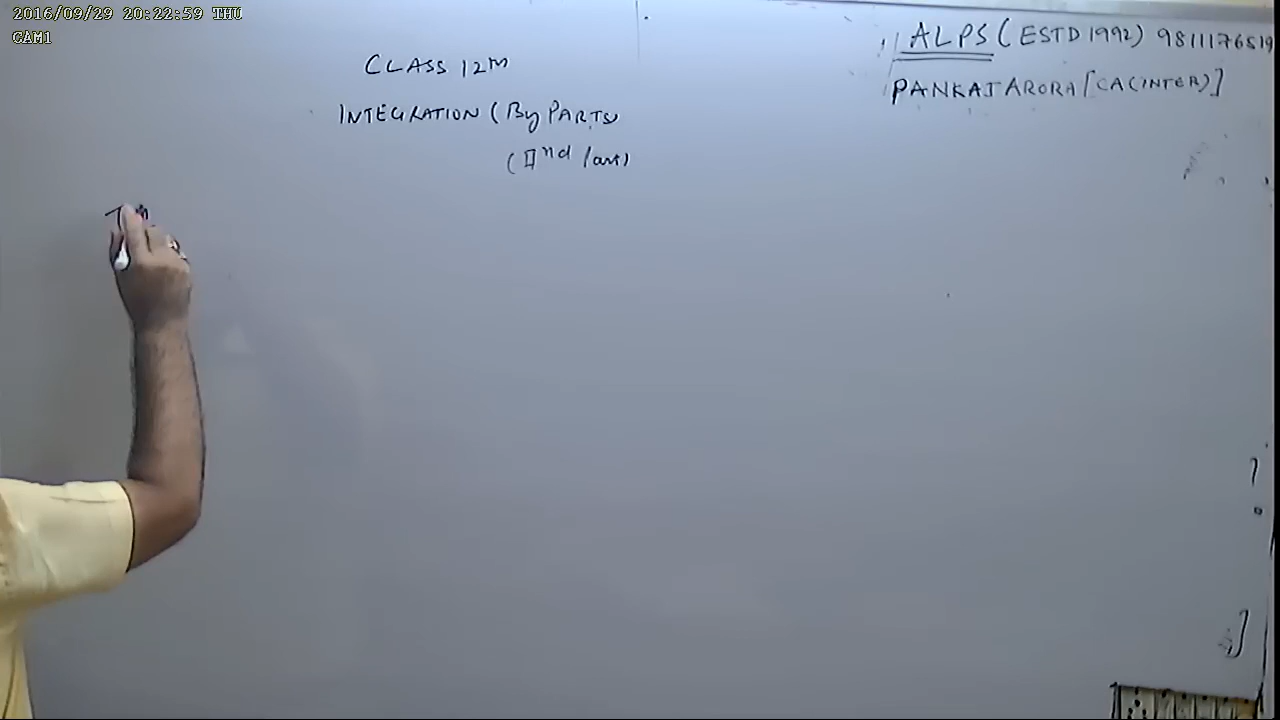 2016/09/29 20:22:59 THU
CAM1
CLASS 12th
INTEGRATION (By PARTS
(IInd Part)
ALPS (ESTD 1992) 9811176519
PANKAJ ARORA [CA(INTER)]